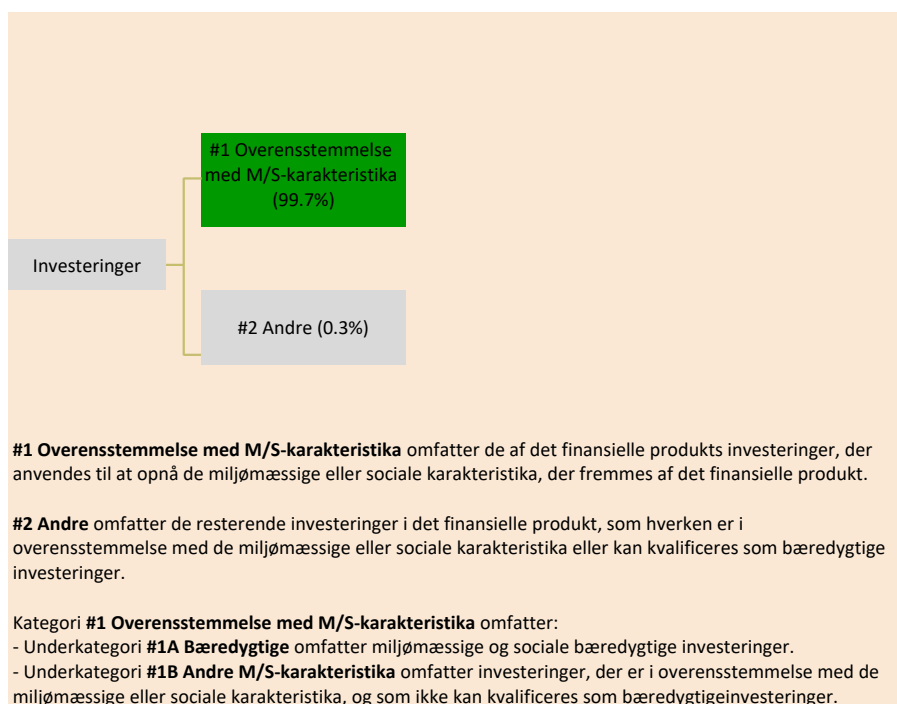 #1 Overensstemmelse
med M/S-karakteristika
(99.7%)
Investeringer
#2 Andre (0.3%)
#1 Overensstemmelse med M/S-karakteristika omfatter de af det finansielle produkts investeringer, der
anvendes til at opnå de miljømæssige eller sociale karakteristika, der fremmes af det finansielle produkt.
#2 Andre omfatter de resterende investeringer i det finansielle produkt, som hverken er i
overensstemmelse med de miljømæssige eller sociale karakteristika eller kan kvalificeres som bæredygtige
investeringer.
Kategori #1 Overensstemmelse med M/S-karakteristika omfatter:
- Underkategori #1A Bæredygtige omfatter miljømæssige og sociale bæredygtige investeringer.
- Underkategori #1B Andre M/S-karakteristika omfatter investeringer, der er i overensstemmelse med de
miljømæssige eller sociale karakteristika, og som ikke kan kvalificeres som bæredygtigeinvesteringer.